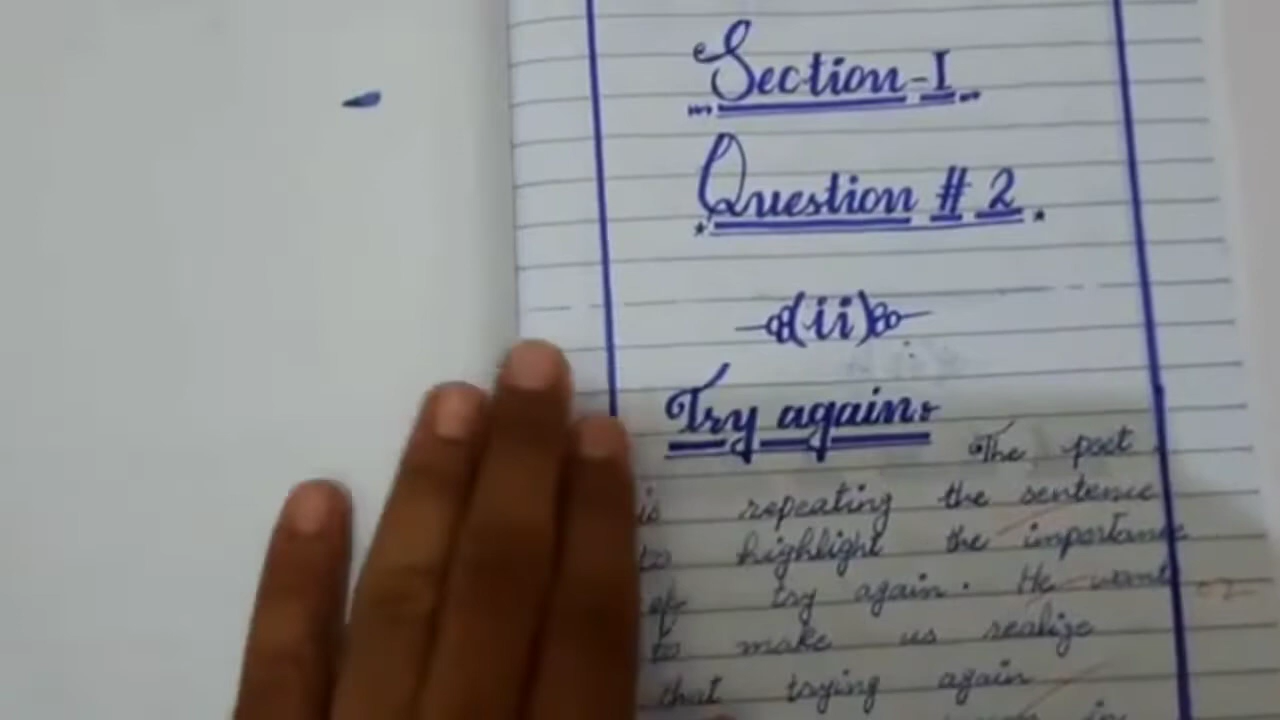 Section-I
Question # 2
(ii)
Try again:
The poet
is repeating the sentence
to highlight the importance
of try again. He want
to make us realize
that trying again